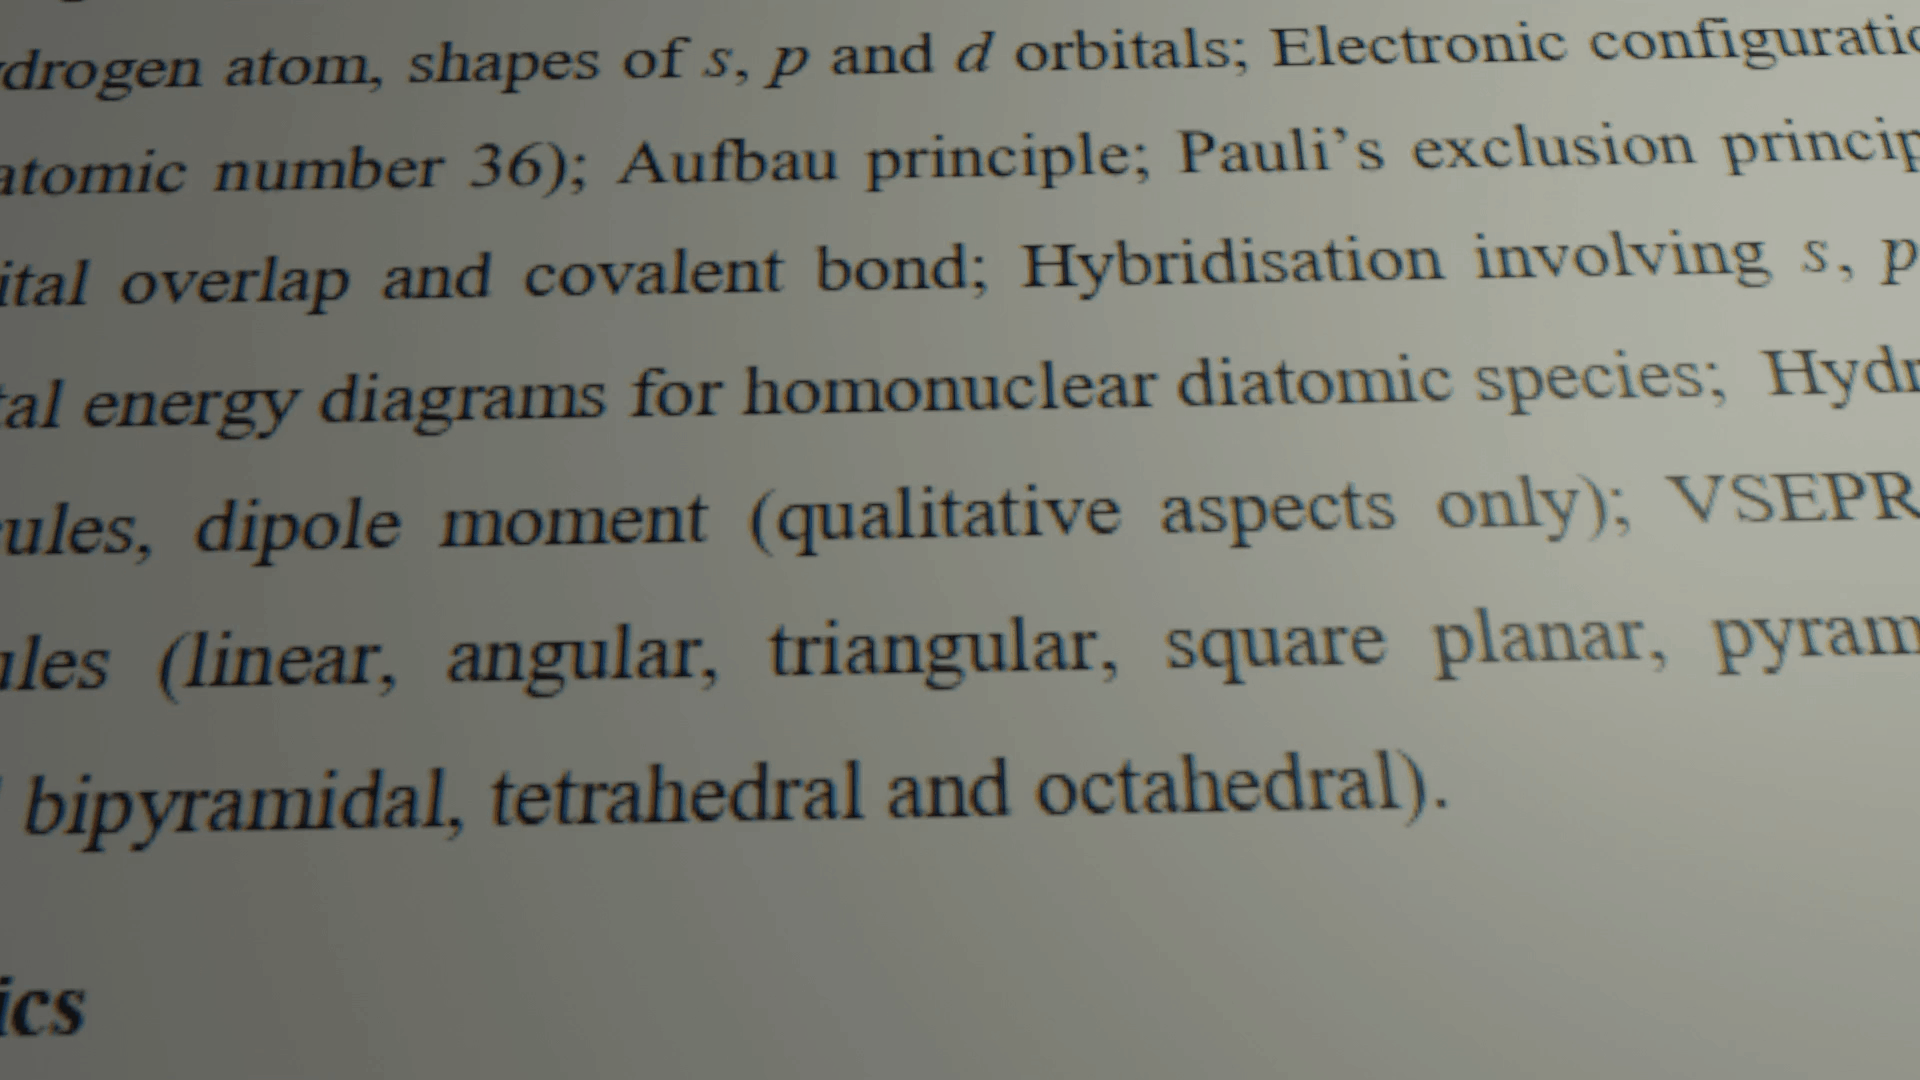 drogen atom, shapes of s, p and d orbitals; Electronic configuratio
atomic number 36); Aufbau principle; Pauli's exclusion princip
ital overlap and covalent bond; Hybridisation involving s, p
tal energy diagrams for homonuclear diatomic species; Hydr
ules, dipole moment (qualitative aspects only); VSEPR
ules (linear, angular, triangular, square planar, pyram
bipyramidal, tetrahedral and octahedral).
ics